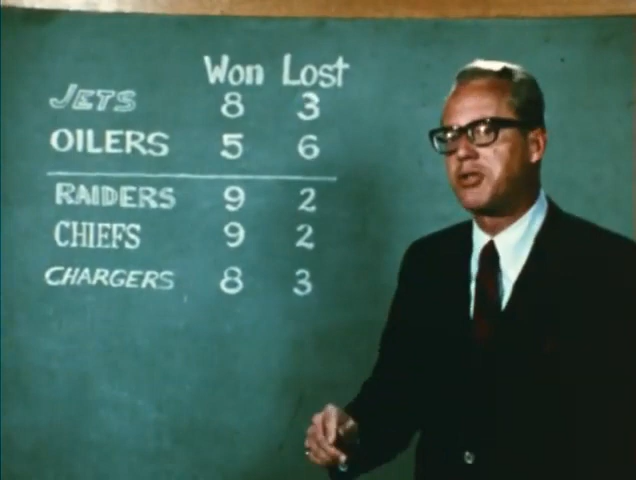 Won Lost
JETS 8 3
OILERS 5 6
RAIDERS 9 2
CHIEFS 9 2
CHARGERS 8 3